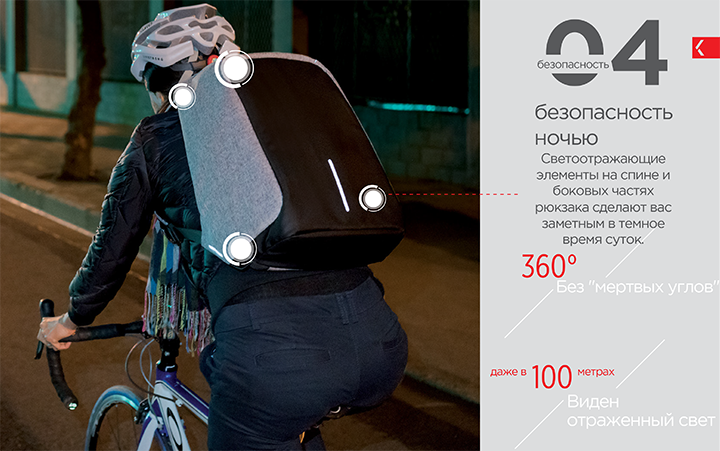 04
безопасность
безопасность
ночью
Светоотражающие
элементы на спине и
боковых частях
рюкзака сделают вас
заметным в темное
время суток.
360º
Без "мертвых углов"
даже в 100 метрах
Виден
отраженный свет